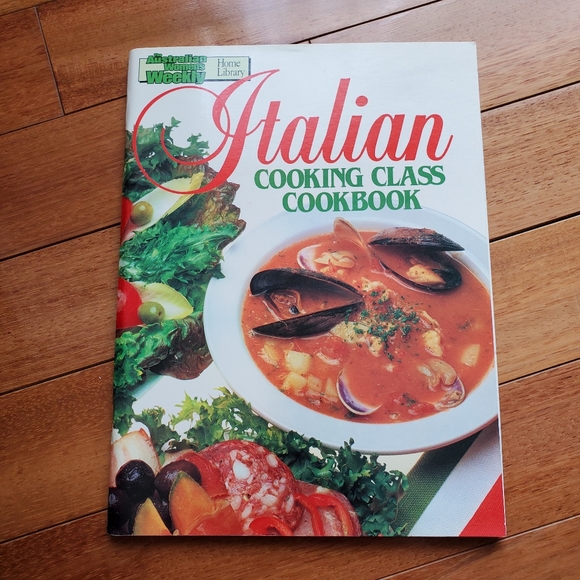 The
Australian
Women's
Weekly
Home
Library
Italian
COOKING CLASS
COOKBOOK